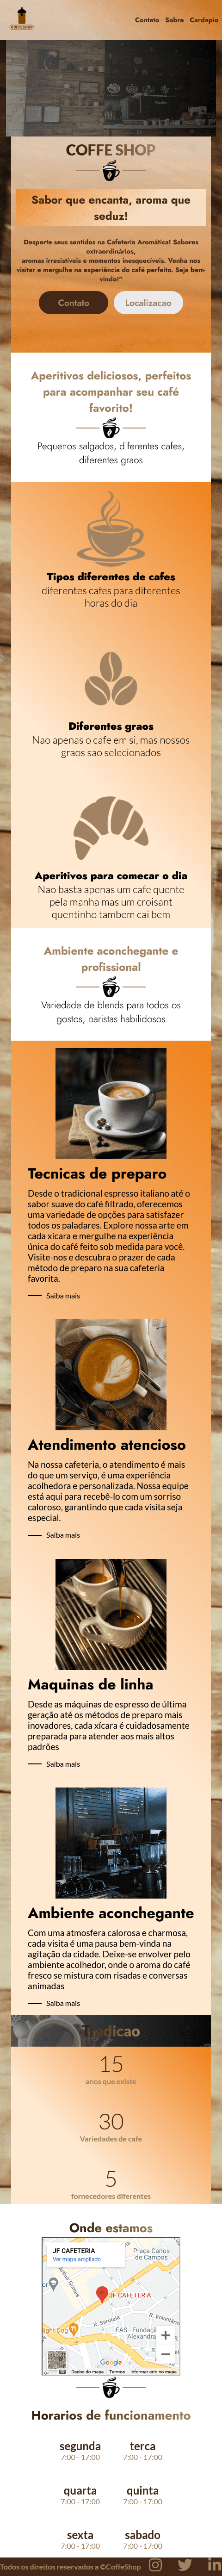 COFFESHOP
Contato Sobre Cardapio
COFFE SHOP
Sabor que encanta, aroma que
seduz!
Desperte seus sentidos na Cafeteria Aromática! Sabores
extraordinários,
aromas irresistíveis e momentos inesquecíveis. Venha nos
visitar e mergulhe na experiência do café perfeito. Seja bem-
vindo!"
Contato
Localizacao
Aperitivos deliciosos, perfeitos
para acompanhar seu café
favorito!
Pequenos salgados, diferentes cafes,
diferentes graos
Tipos diferentes de cafes
diferentes cafes para diferentes
horas do dia
Diferentes graos
Nao apenas o cafe em si, mas nossos
graos sao selecionados
Aperitivos para comecar o dia
Nao basta apenas um cafe quente
pela manha mas um croisant
quentinho tambem cai bem
Ambiente aconchegante e
profissional
Variedade de blends para todos os
gostos, baristas habilidosos
Tecnicas de preparo
Desde o tradicional espresso italiano até o
sabor suave do café filtrado, oferecemos
uma variedade de opções para satisfazer
todos os paladares. Explore nossa arte em
cada xícara e mergulhe na experiência
única do café feito sob medida para você.
Visite-nos e descubra o prazer de cada
método de preparo na sua cafeteria
favorita.
Saiba mais
Atendimento atencioso
Na nossa cafeteria, o atendimento é mais
do que um serviço, é uma experiência
acolhedora e personalizada. Nossa equipe
está aqui para recebê-lo com um sorriso
caloroso, garantindo que cada visita seja
especial.
Saiba mais
Maquinas de linha
Desde as máquinas de espresso de última
geração até os métodos de preparo mais
inovadores, cada xícara é cuidadosamente
preparada para atender aos mais altos
padrões
Saiba mais
Ambiente aconchegante
Com uma atmosfera calorosa e charmosa,
cada visita é uma pausa bem-vinda na
agitação da cidade. Deixe-se envolver pelo
ambiente acolhedor, onde o aroma do café
fresco se mistura com risadas e conversas
animadas
Saiba mais
Tradicao
15
anos que existe
30
Variedades de cafe
5
fornecedores diferentes
Onde estamos
JF CAFETERIA
Ver mapa ampliado
Praça Carlos
de Campos
JF CAFETERIA
R. Sarutaia
R. Voluntário
FAS - Fundação
Alexandra
Google
Dados do mapa Termos Informar erro no mapa
Horarios de funcionamento
segunda terca
7:00 - 17:00 7:00 - 17:00
quarta quinta
7:00 - 17:00 7:00 - 17:00
sexta sabado
7:00 - 17:00 7:00 - 17:00
Todos os direitos reservados a ©CoffeShop